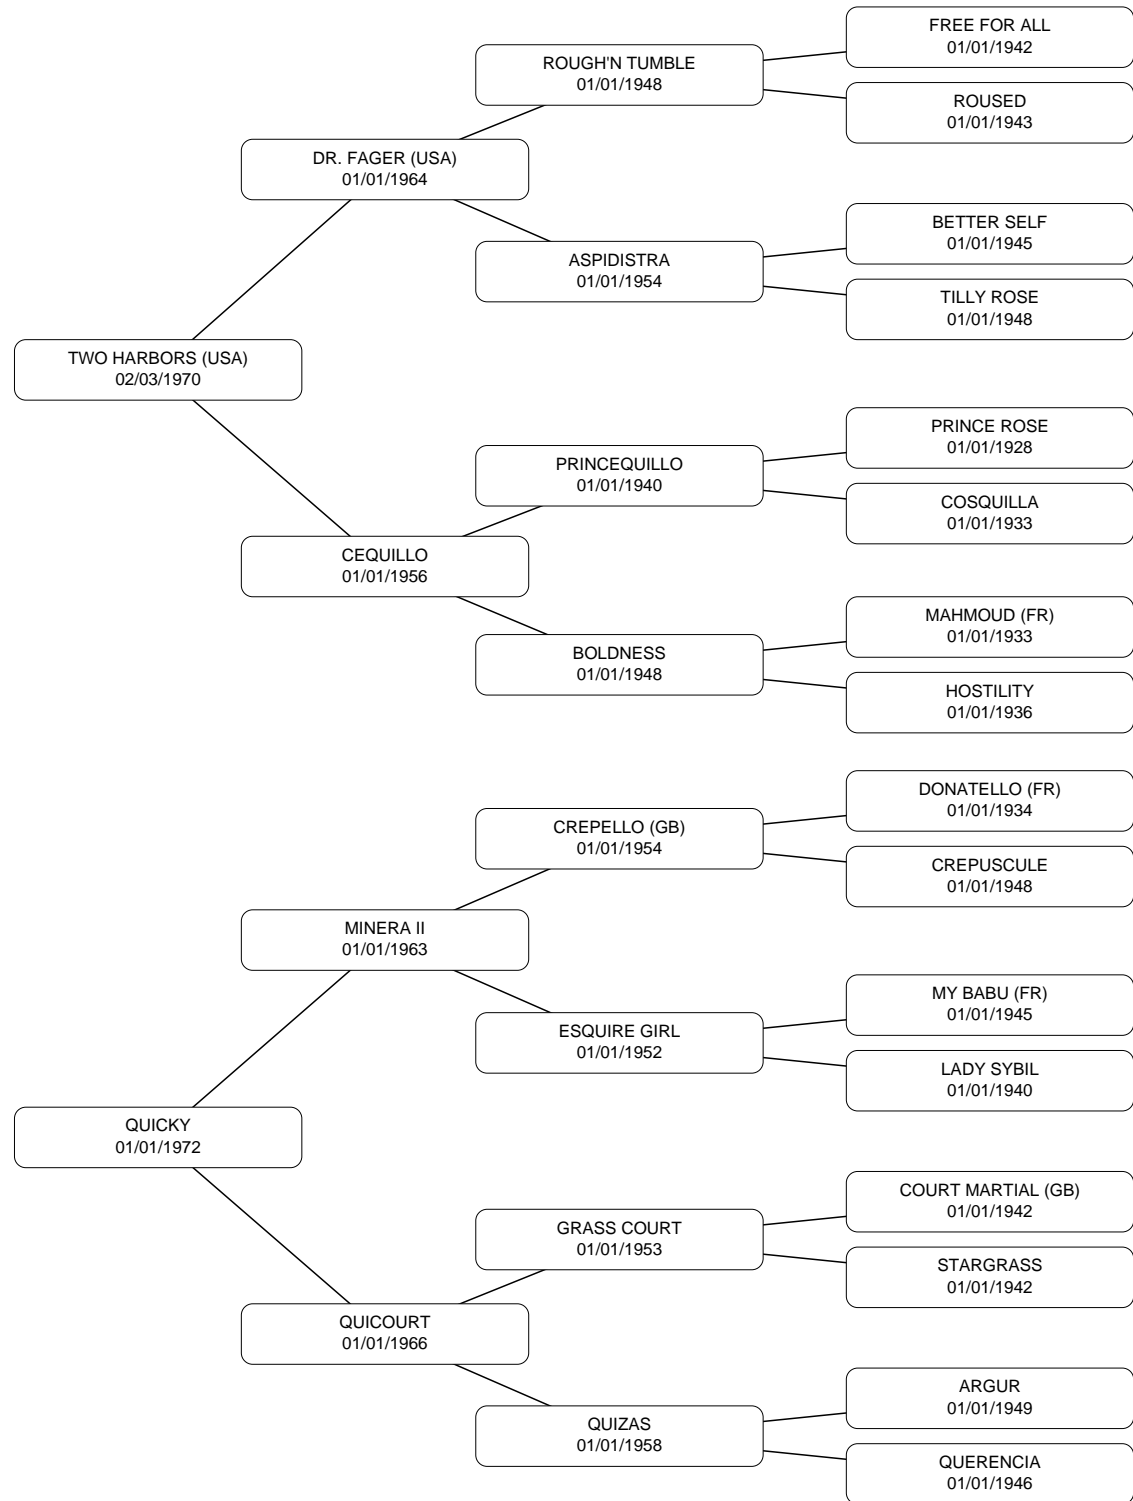 FREE FOR ALL
01/01/1942
ROUGH'N TUMBLE
01/01/1948
ROUSED
01/01/1943
DR. FAGER (USA)
01/01/1964
BETTER SELF
01/01/1945
ASPIDISTRA
01/01/1954
TILLY ROSE
01/01/1948
TWO HARBORS (USA)
02/03/1970
PRINCE ROSE
01/01/1928
PRINCEQUILLO
01/01/1940
COSQUILLA
01/01/1933
CEQUILLO
01/01/1956
MAHMOUD (FR)
01/01/1933
BOLDNESS
01/01/1948
HOSTILITY
01/01/1936
DONATELLO (FR)
01/01/1934
CREPELLO (GB)
01/01/1954
CREPUSCULE
01/01/1948
MINERA II
01/01/1963
MY BABU (FR)
01/01/1945
ESQUIRE GIRL
01/01/1952
LADY SYBIL
01/01/1940
QUICKY
01/01/1972
COURT MARTIAL (GB)
01/01/1942
GRASS COURT
01/01/1953
STARGRASS
01/01/1942
QUICOURT
01/01/1966
ARGUR
01/01/1949
QUIZAS
01/01/1958
QUERENCIA
01/01/1946